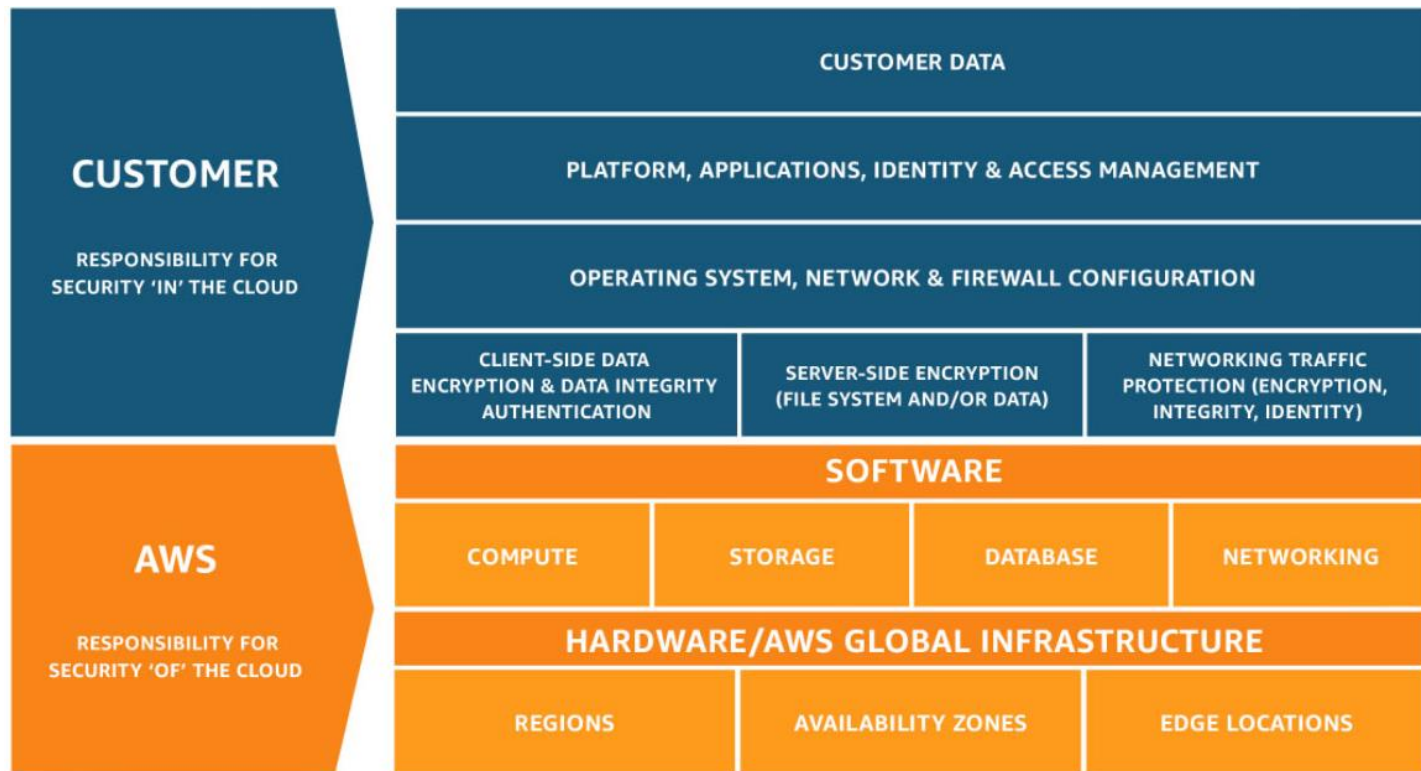 CUSTOMER
RESPONSIBILITY FOR
SECURITY ‘IN’ THE CLOUD
CUSTOMER DATA
PLATFORM, APPLICATIONS, IDENTITY & ACCESS MANAGEMENT
OPERATING SYSTEM, NETWORK & FIREWALL CONFIGURATION
CLIENT-SIDE DATA
ENCRYPTION & DATA INTEGRITY
AUTHENTICATION
SERVER-SIDE ENCRYPTION
(FILE SYSTEM AND/OR DATA)
NETWORKING TRAFFIC
PROTECTION (ENCRYPTION,
INTEGRITY, IDENTITY)
AWS
RESPONSIBILITY FOR
SECURITY ‘OF’ THE CLOUD
SOFTWARE
COMPUTE
STORAGE
DATABASE
NETWORKING
HARDWARE/AWS GLOBAL INFRASTRUCTURE
REGIONS
AVAILABILITY ZONES
EDGE LOCATIONS